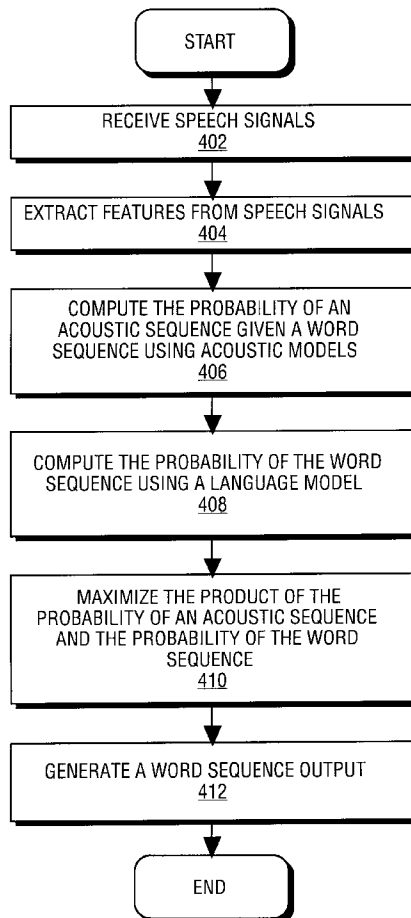 START
RECEIVE SPEECH SIGNALS
402
EXTRACT FEATURES FROM SPEECH SIGNALS
404
COMPUTE THE PROBABILITY OF AN
ACOUSTIC SEQUENCE GIVEN A WORD
SEQUENCE USING ACOUSTIC MODELS
406
COMPUTE THE PROBABILITY OF THE WORD
SEQUENCE USING A LANGUAGE MODEL
408
MAXIMIZE THE PRODUCT OF THE
PROBABILITY OF AN ACOUSTIC SEQUENCE
AND THE PROBABILITY OF THE WORD
SEQUENCE
410
GENERATE A WORD SEQUENCE OUTPUT
412
END